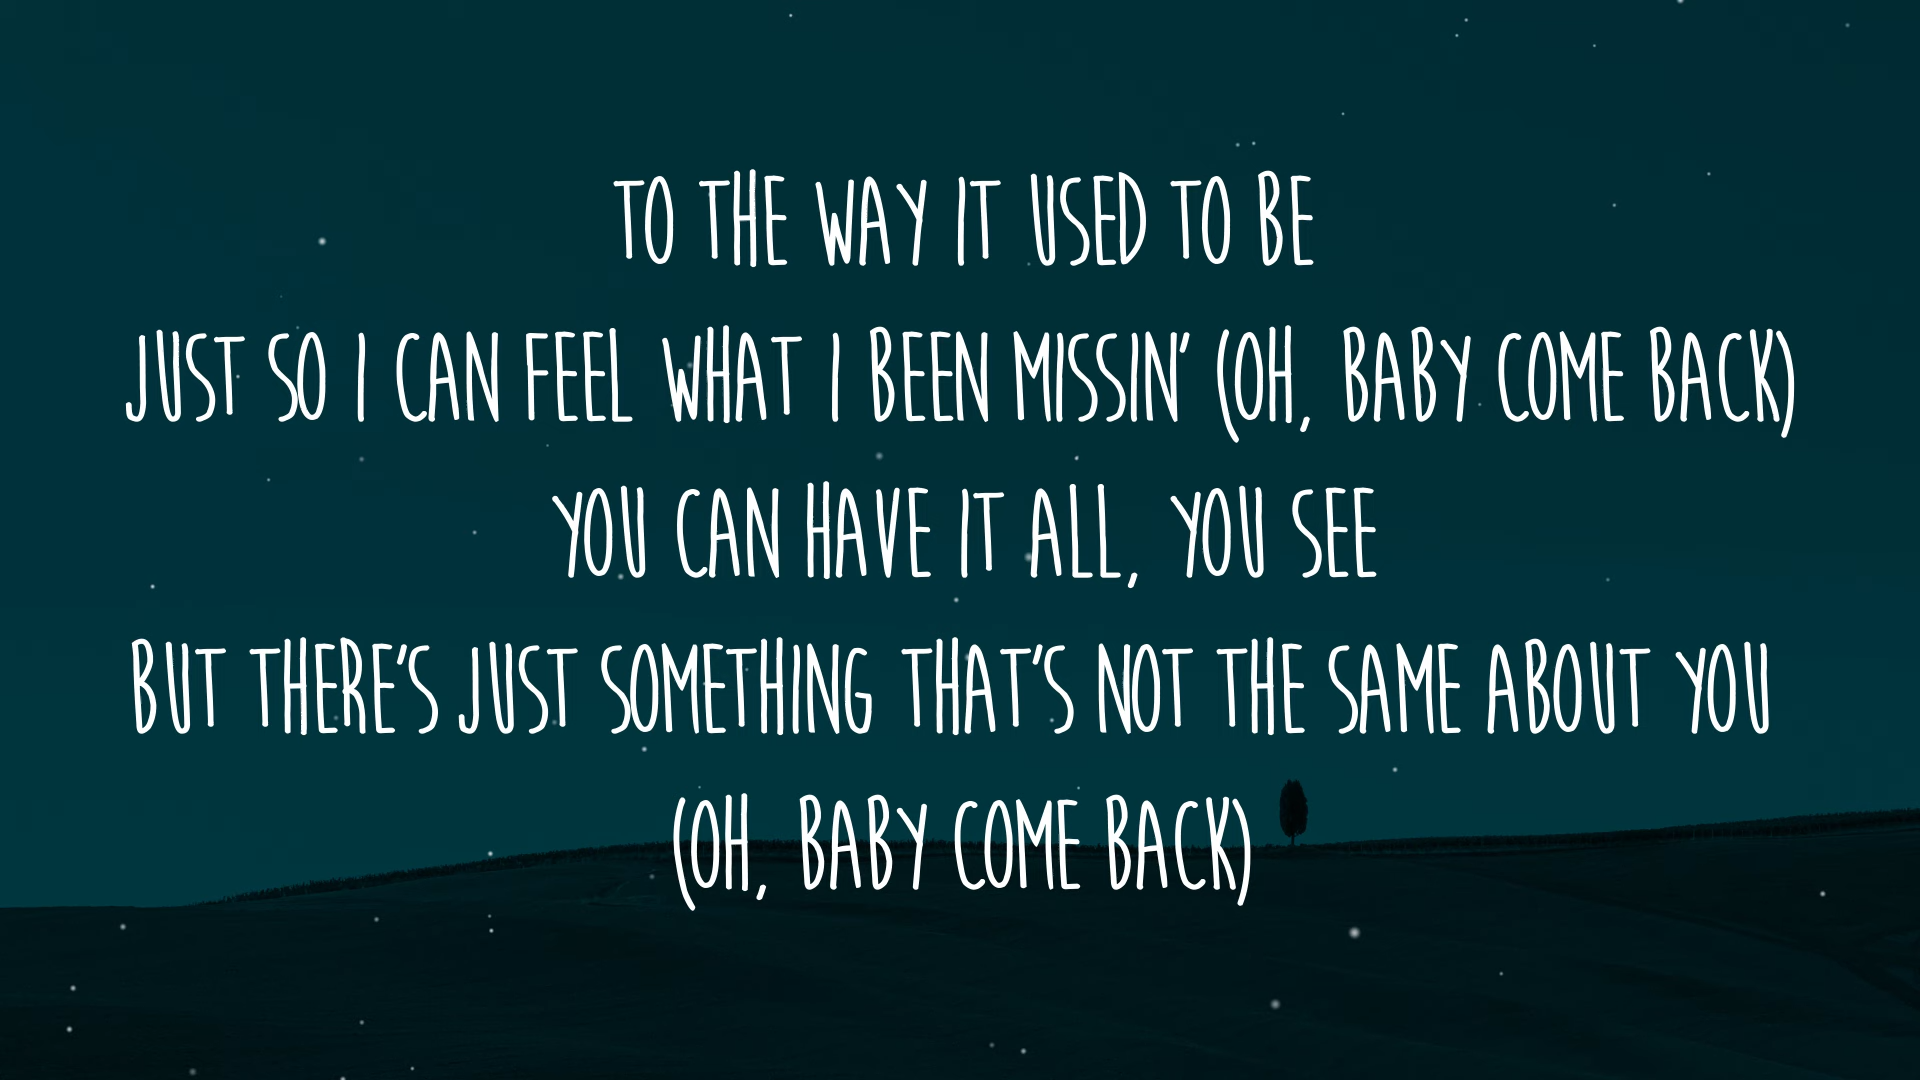 TO THE WAY IT USED TO BE
JUST SO I CAN FEEL WHAT I BEEN MISSIN' (OH, BABY COME BACK)
YOU CAN HAVE IT ALL, YOU SEE
BUT THERE'S JUST SOMETHING THAT'S NOT THE SAME ABOUT YOU
(OH, BABY COME BACK)